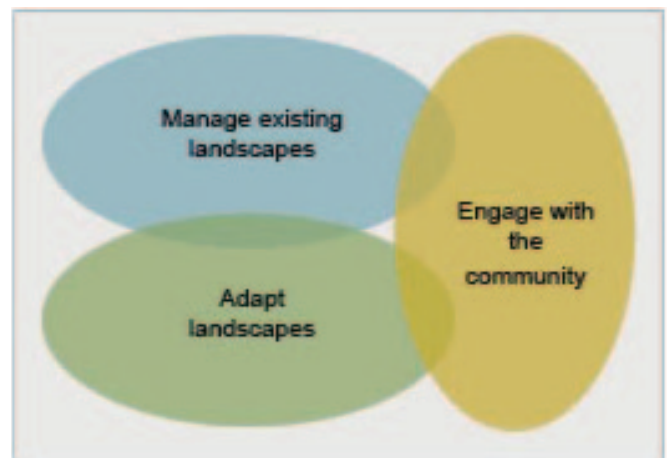 Manage existing
landscapes
Engage with
the
community
Adapt
landscapes